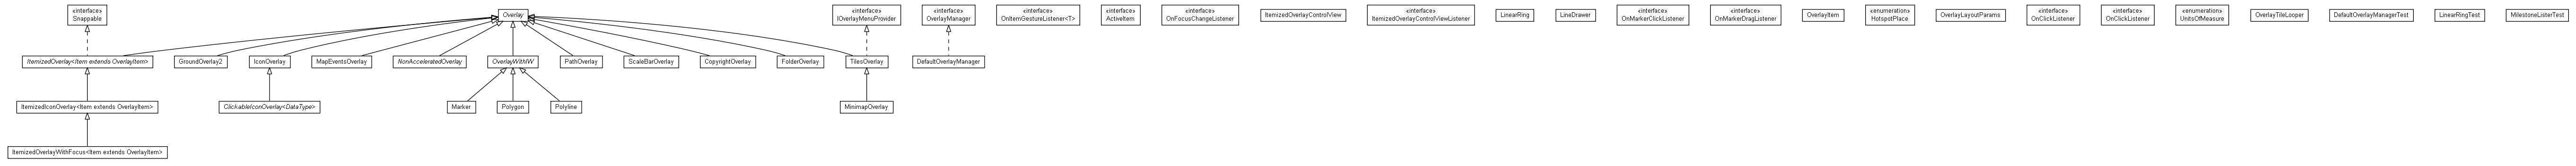 «interface»
Snappable
Overlay
«interface»
IOverlayMenuProvider
«interface»
OverlayManager
«interface»
OnItemGestureListener<T>
«interface»
ActiveItem
«interface»
OnFocusChangeListener
ItemizedOverlayControlView
«interface»
ItemizedOverlayControlViewListener
LinearRing
LineDrawer
«interface»
OnMarkerClickListener
«interface»
OnMarkerDragListener
OverlayItem
«enumeration»
HotspotPlace
OverlayLayoutParams
«interface»
OnClickListener
«interface»
OnClickListener
«enumeration»
UnitsOfMeasure
OverlayTileLooper
DefaultOverlayManagerTest
LinearRingTest
MilestoneListerTest
ItemizedOverlay<Item extends OverlayItem>
GroundOverlay2
IconOverlay
MapEventsOverlay
NonAcceleratedOverlay
OverlayWithIW
PathOverlay
ScaleBarOverlay
CopyrightOverlay
FolderOverlay
TilesOverlay
DefaultOverlayManager
ItemizedIconOverlay<Item extends OverlayItem>
ClickableIconOverlay<DataType>
Marker
Polygon
Polyline
MinimapOverlay
ItemizedOverlayWithFocus<Item extends OverlayItem>